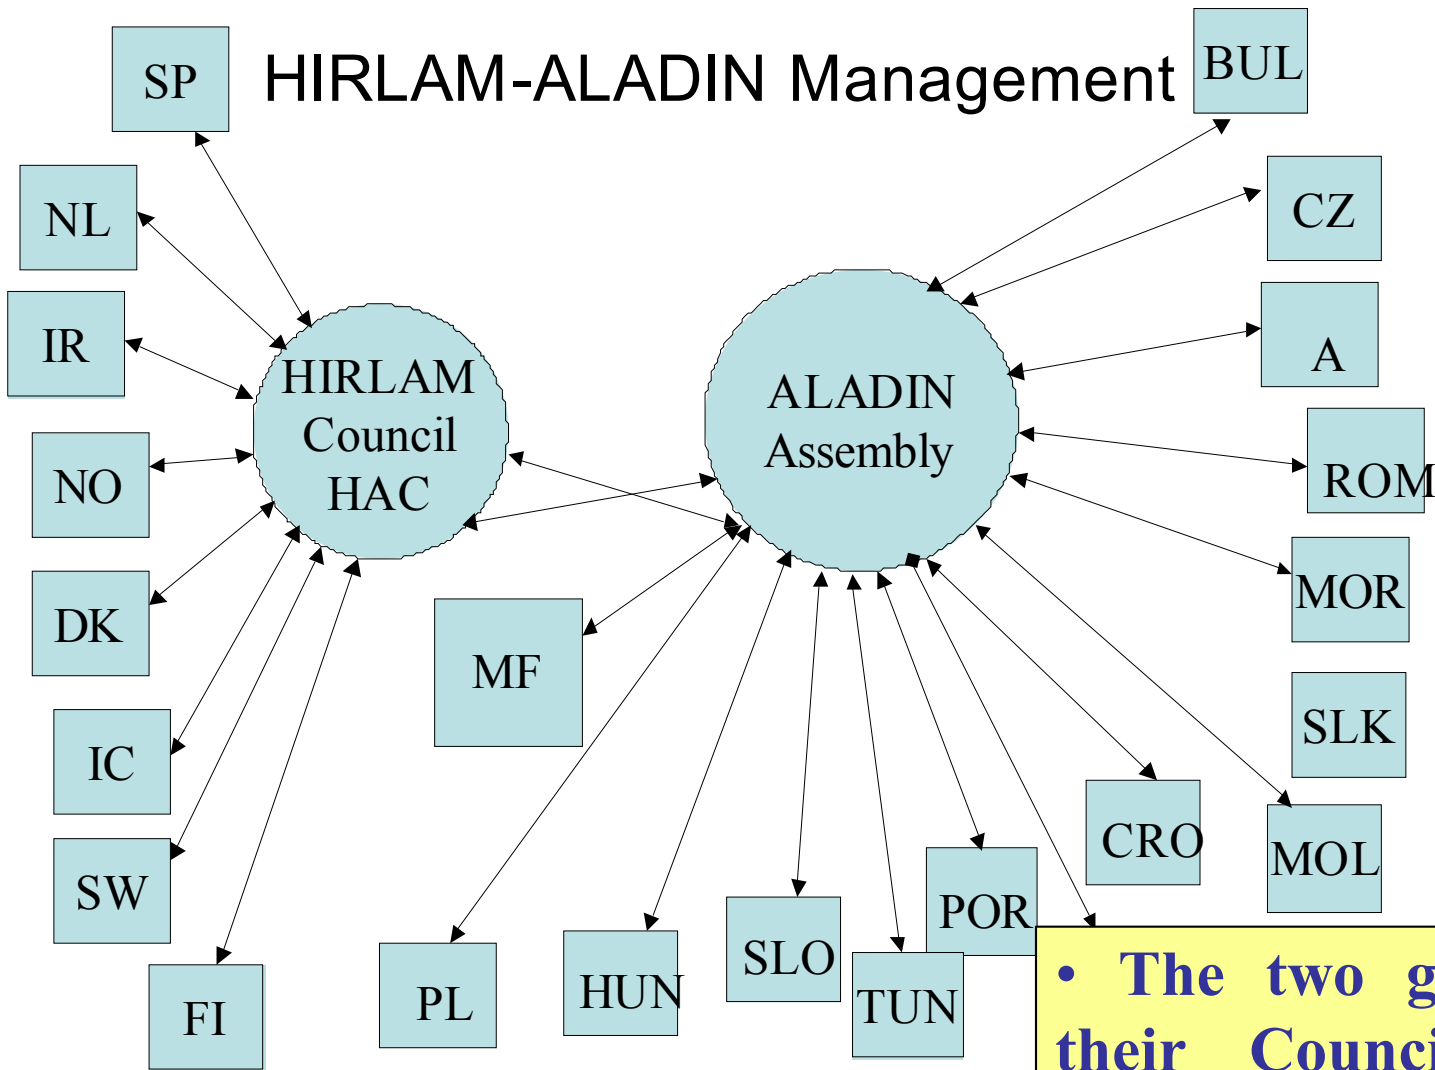 HIRLAM-ALADIN Management
SP
BUL
NL
CZ
IR
A
HIRLAM
Council
HAC
ALADIN
Assembly
NO
ROM
DK
MOR
MF
SLK
IC
CRO
MOL
SW
POR
SLO
HUN
PL
TUN
FI
• The two g
their Counci